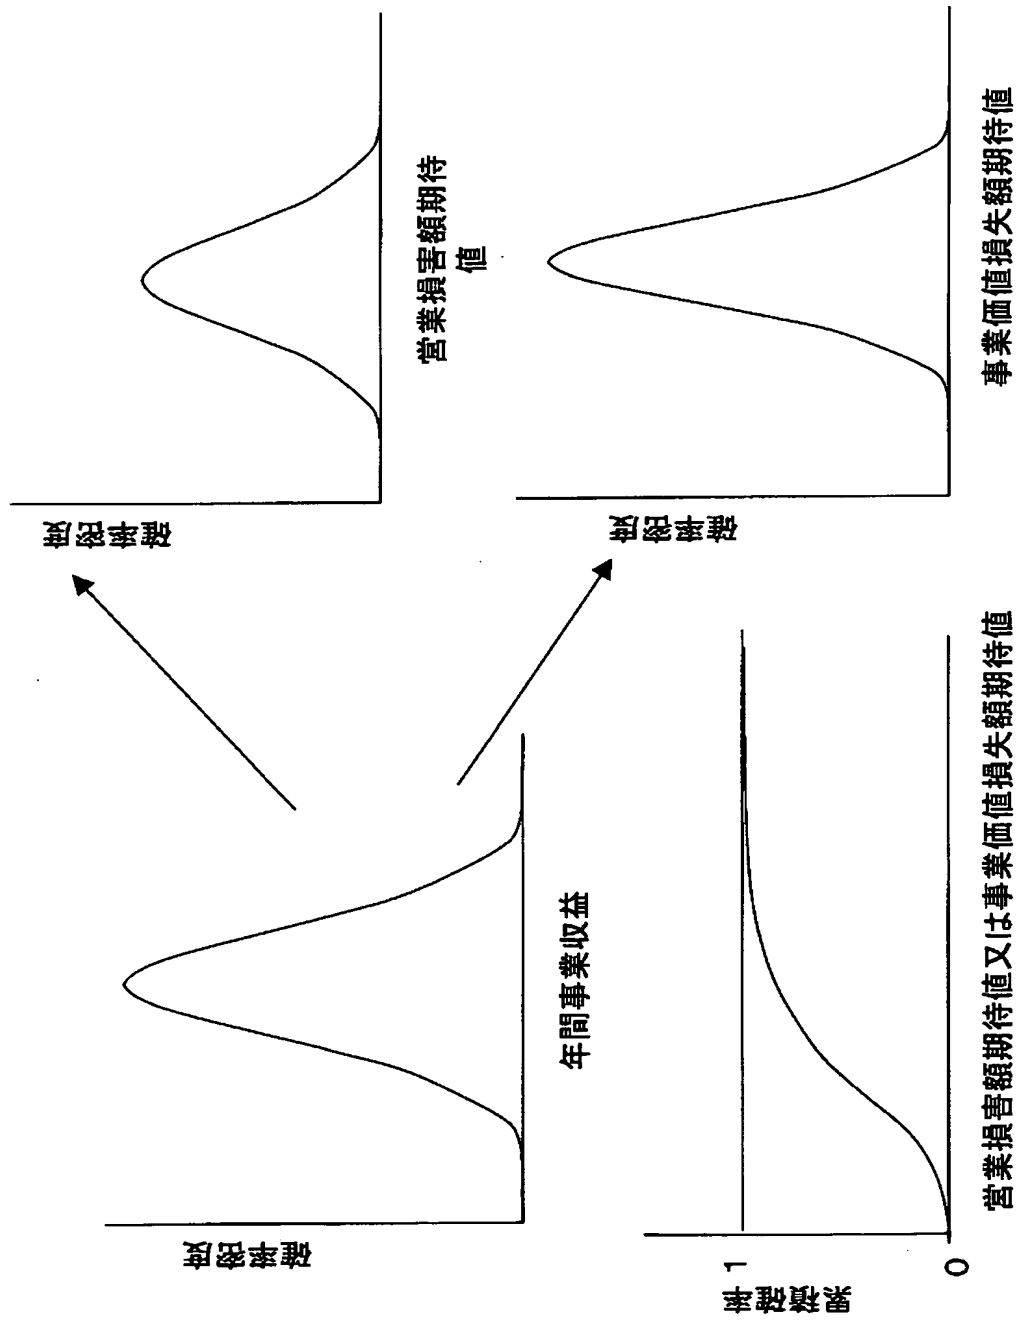 確率密度
年間事業収益
確率密度
営業損害額期待
値
累積確率
1
0
営業損害額期待値又は事業価値損失額期待値
確率密度
事業価値損失額期待値